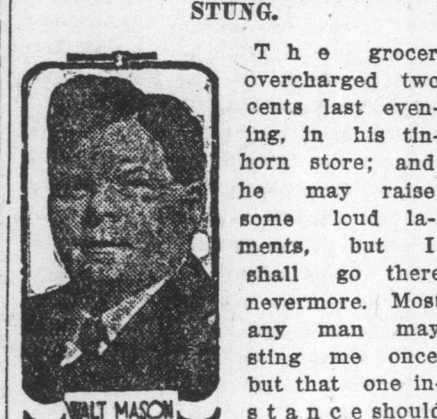 STUNG.
The grocer
overcharged two
cents last even-
ing, in his tin-
horn store; and
he may raise
some loud la-
ments, but I
shall go there
nevermore. Most
any man may
sting me once
but that one in-
stance should
WALT MASON